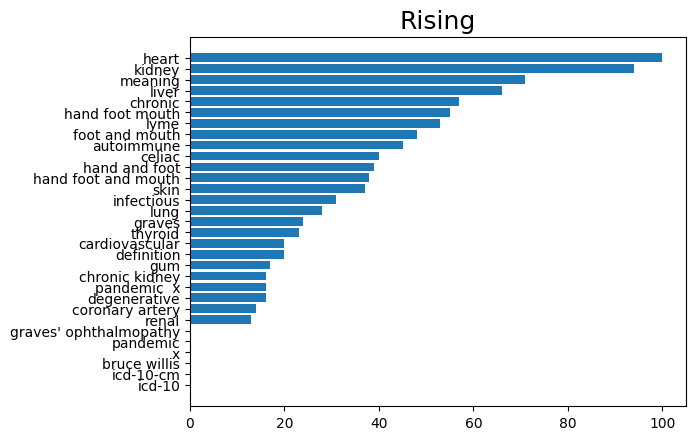 Rising
heart
kidney
meaning
liver
chronic
hand foot mouth
lyme
foot and mouth
autoimmune
celiac
hand and foot
hand foot and mouth
skin
infectious
lung
graves
thyroid
cardiovascular
definition
gum
chronic kidney
pandemic  x
degenerative
coronary artery
renal
graves' ophthalmopathy
pandemic
x
bruce willis
icd-10-cm
icd-10
0 20 40 60 80 100